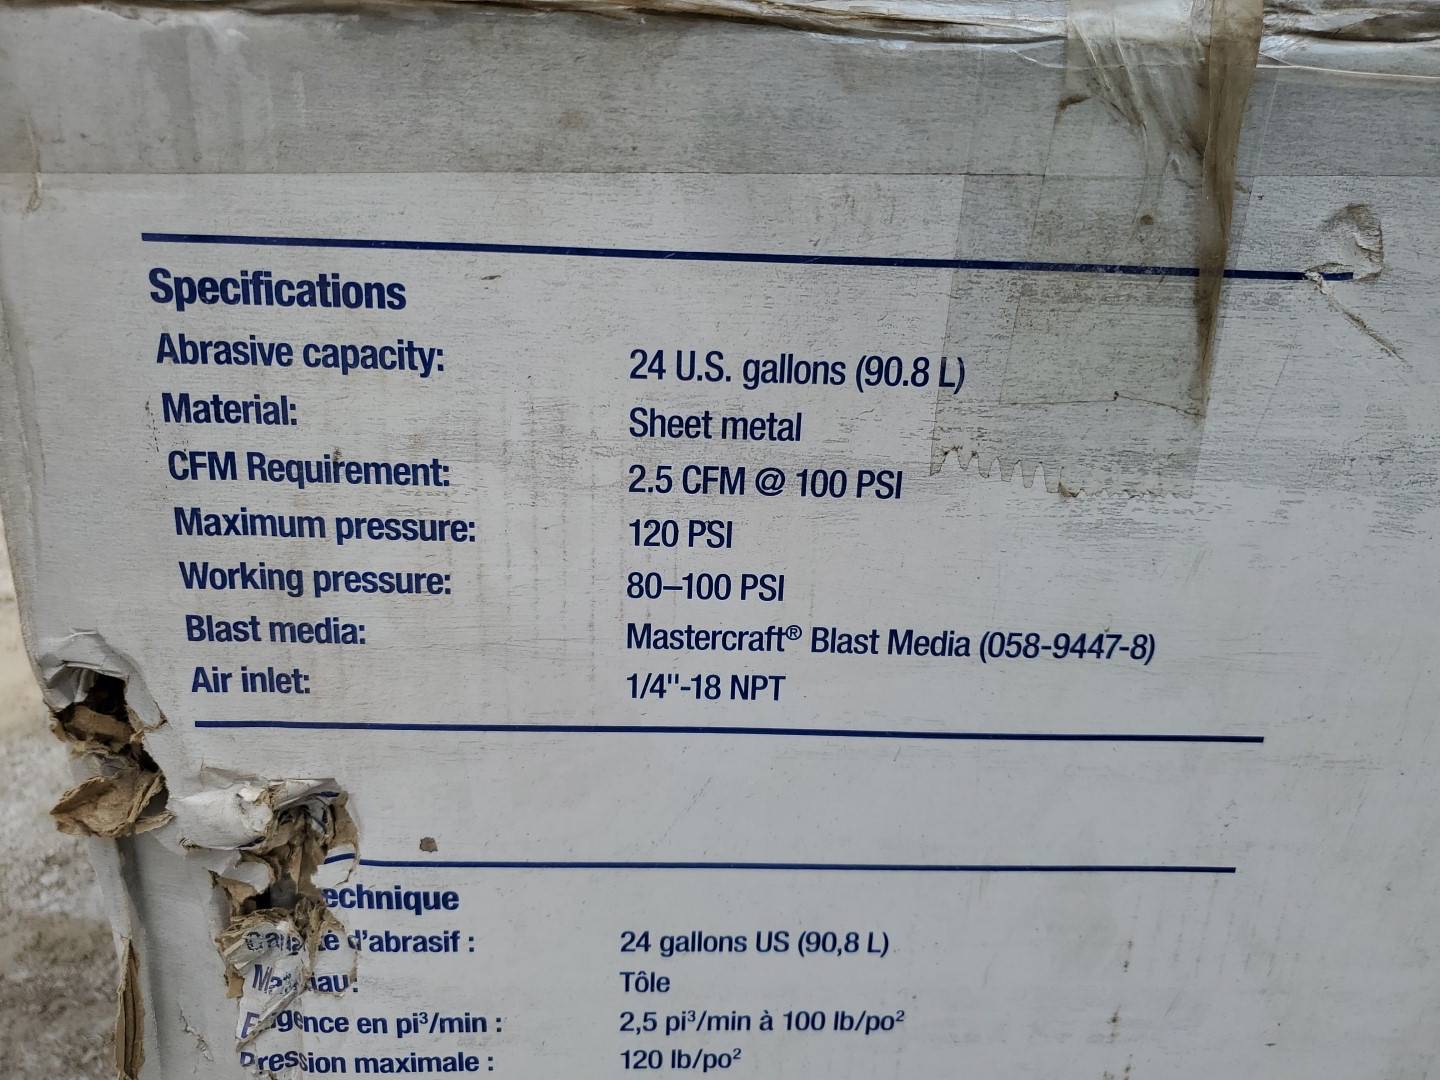 Specifications
Abrasive capacity: 24 U.S. gallons (90.8 L)
Material: Sheet metal
CFM Requirement: 2.5 CFM @ 100 PSI
Maximum pressure: 120 PSI
Working pressure: 80–100 PSI
Blast media: Mastercraft® Blast Media (058-9447-8)
Air inlet: 1/4"-18 NPT
echnique
d'abrasif : 24 gallons US (90,8 L)
Tôle
en pi³/min : 2,5 pi³/min à 100 lb/po²
Pression maximale : 120 lb/po²